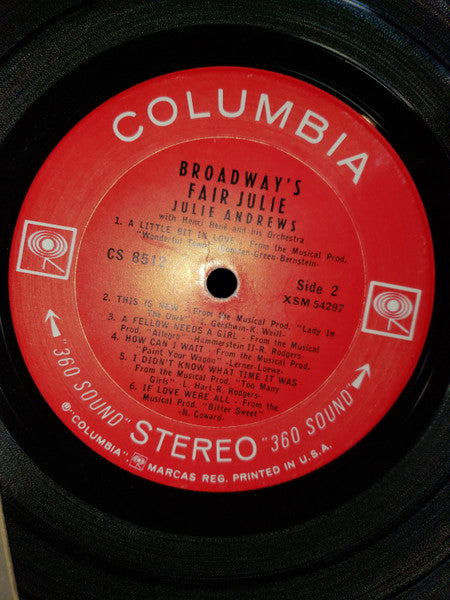 COLUMBIA
BROADWAY'S
FAIR JULIE
JULIE ANDREWS
with Henri René and his Orchestra
1. A LITTLE BIT IN LOVE - From the Musical Prod.
"Wonderful Town" - Comden-Green-Bernstein-
CS 8512
Side 2
XSM 54297
2. THIS IS NEW - From the Musical Prod. "Lady In
The Dark" I. Gershwin-K. Weill-
3. A FELLOW NEEDS A GIRL - From the Musical
Prod. "Allegro" - Hammerstein II-R. Rodgers-
4. HOW CAN I WAIT - From the Musical Prod.
"Paint Your Wagon" -Lerner-Loewe-
5. I DIDN'T KNOW WHAT TIME IT WAS
From the Musical Prod. "Too Many
Girls" - L. Hart-R. Rodgers-
6. IF LOVE WERE ALL - From the
Musical Prod. "Bitter Sweet"
-N. Coward-
"360 SOUND" STEREO "360 SOUND"
® "COLUMBIA", MARCAS REG. PRINTED IN U.S.A.